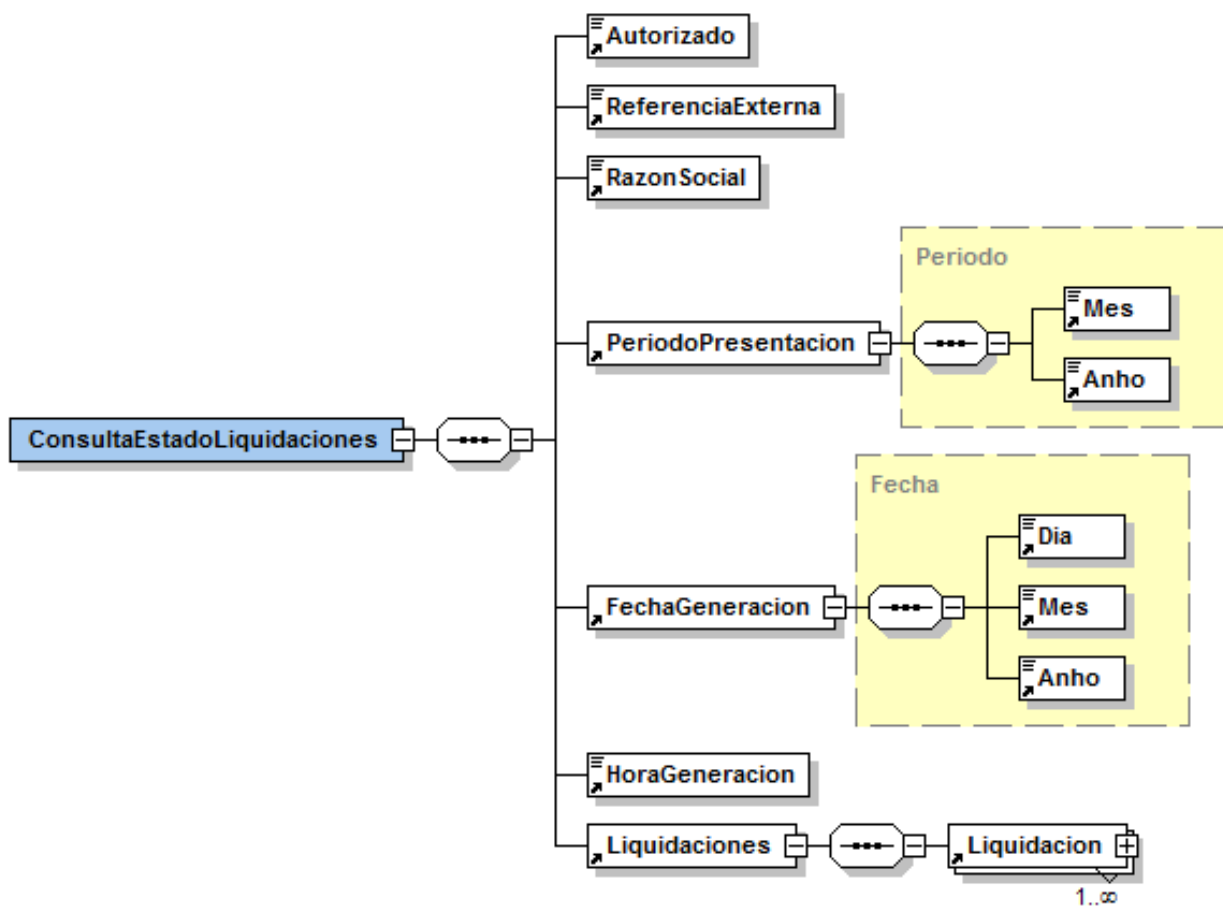 Autorizado
ReferenciaExterna
RazonSocial
Periodo
Mes
PeriodoPresentacion
Anho
ConsultaEstadoLiquidaciones
Fecha
Dia
FechaGeneracion
Mes
Anho
HoraGeneracion
Liquidaciones
Liquidacion
1..∞